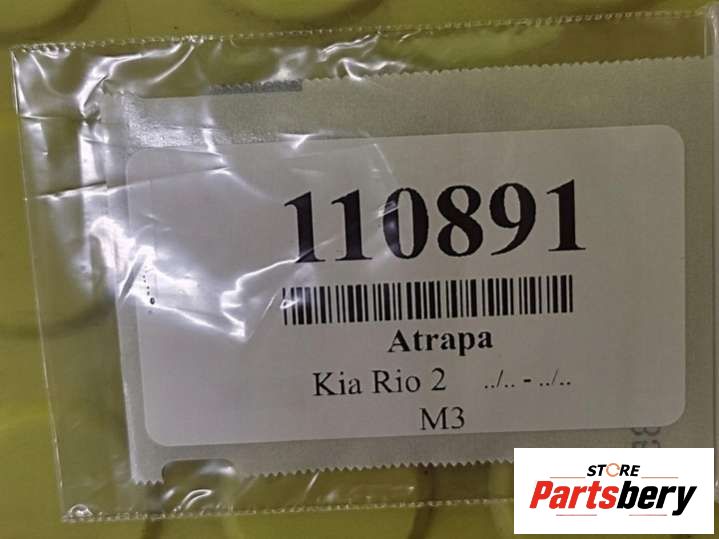 110891
Atrapa
Kia Rio 2 ../.. - ../..
M3
STORE
Partsbery